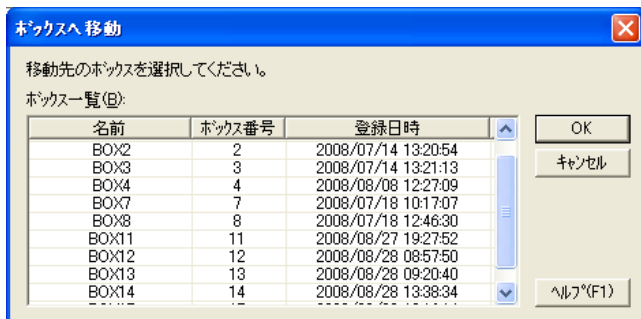 ボックスへ移動
移動先のボックスを選択してください。
ボックス一覧(B):
名前 ボックス番号 登録日時
BOX2 2 2008/07/14 13:20:54
BOX3 3 2008/07/14 13:21:13
BOX4 4 2008/08/08 12:27:09
BOX7 7 2008/07/18 10:17:07
BOX8 8 2008/07/18 12:46:30
BOX11 11 2008/08/27 19:27:52
BOX12 12 2008/08/28 08:57:50
BOX13 13 2008/08/28 09:20:40
BOX14 14 2008/08/28 13:38:34
OK
キャンセル
ヘルプ(F1)